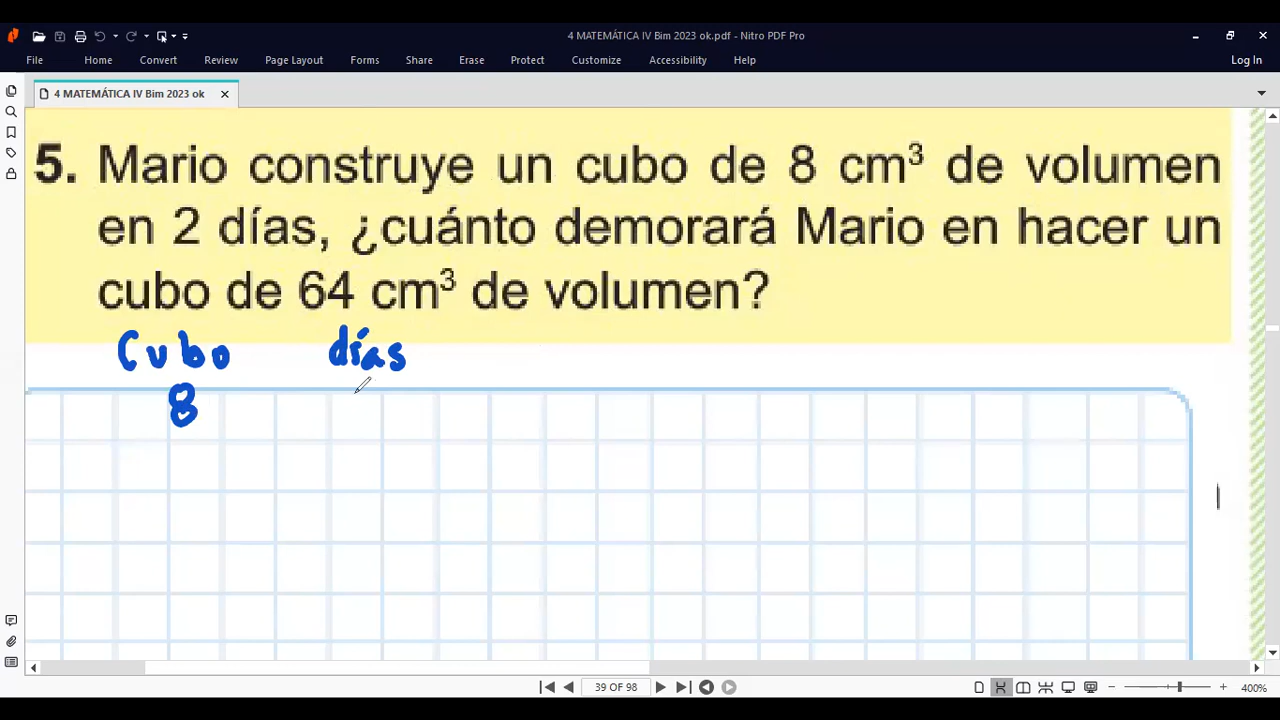 4 MATEMÁTICA IV Bim 2023 ok.pdf - Nitro PDF Pro
File Home Convert Review Page Layout Forms Share Erase Protect Customize Accessibility Help Log In
4 MATEMÁTICA IV Bim 2023 ok
5. Mario construye un cubo de 8 cm³ de volumen
en 2 días, ¿cuánto demorará Mario en hacer un
cubo de 64 cm³ de volumen?
Cubo días
8
39 OF 98
400%